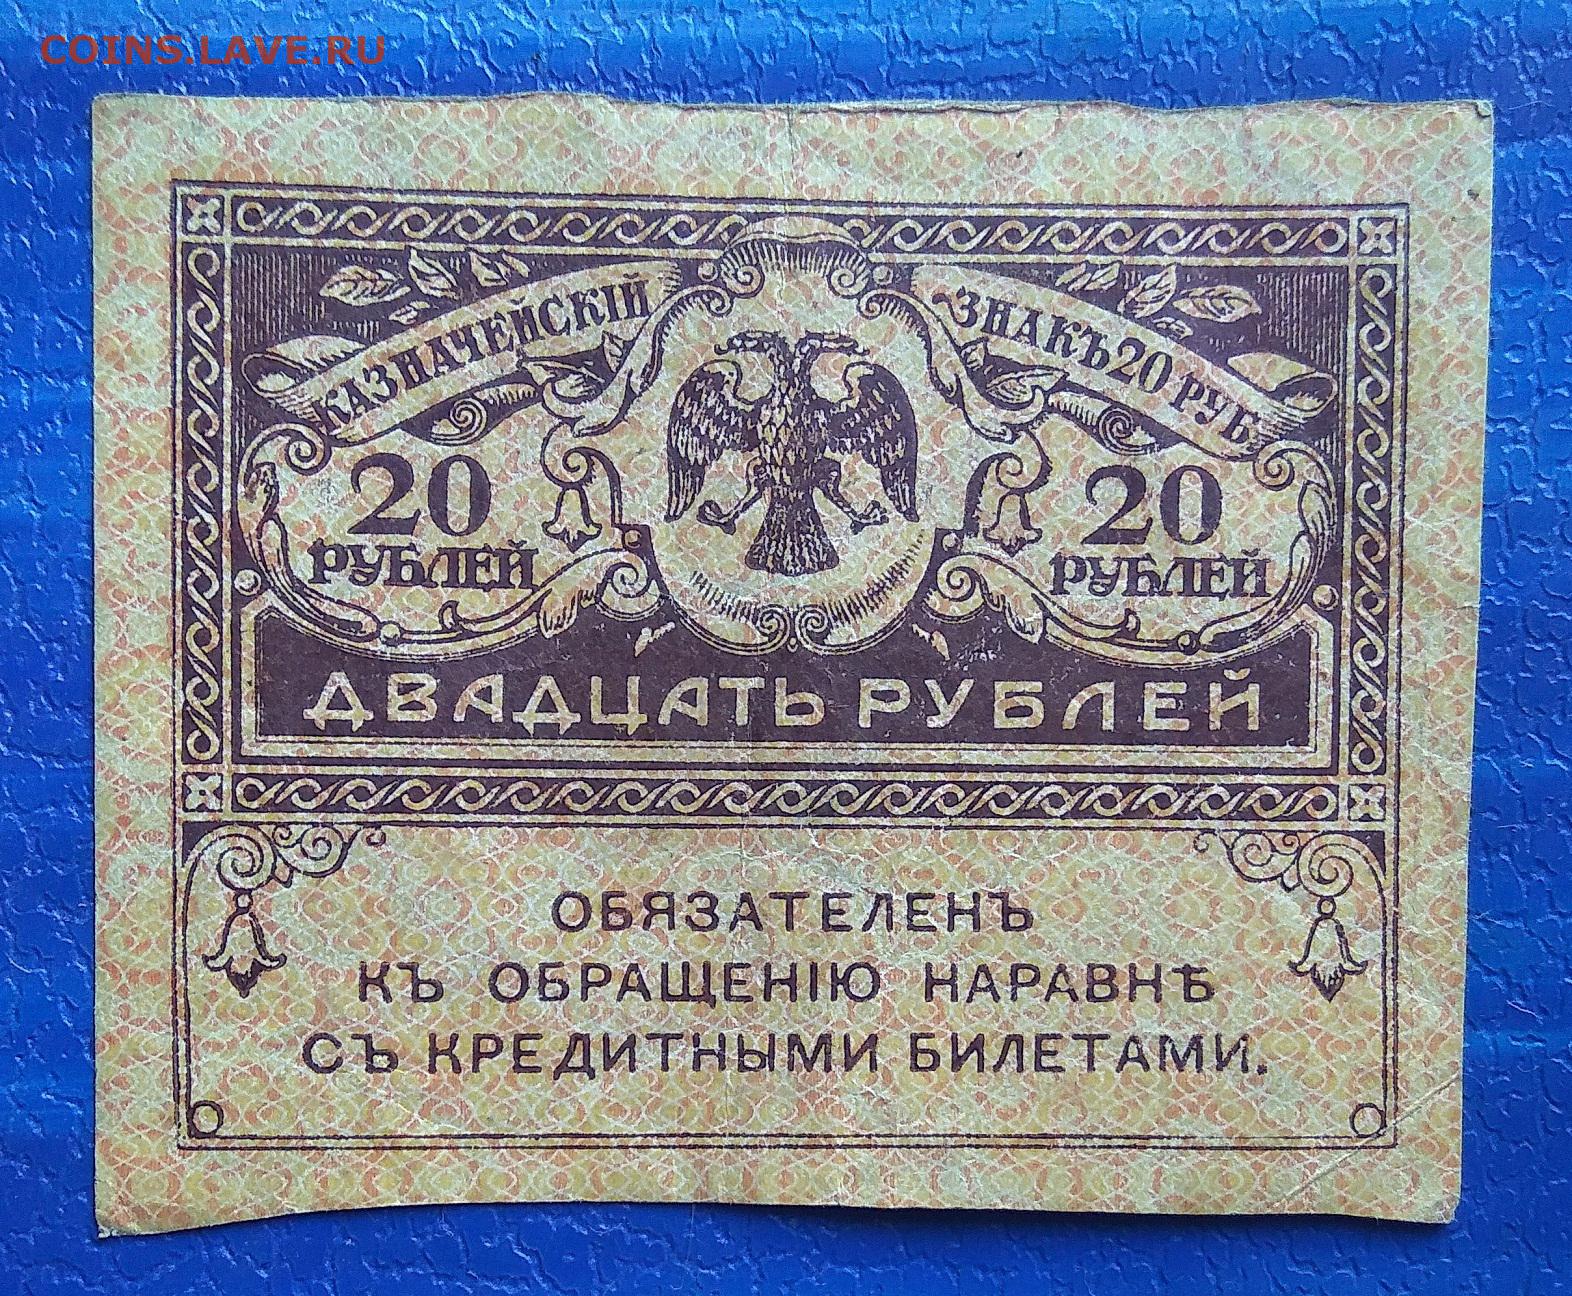 COINS.LAVE.RU
КАЗНАЧЕЙСКІЙ
ЗНАКЪ 20 РУБ
20
РУБЛЕЙ
20
РУБЛЕЙ
ДВАДЦАТЬ РУБЛЕЙ
ОБЯЗАТЕЛЕНЪ
КЪ ОБРАЩЕНІЮ НАРАВНѢ
СЪ КРЕДИТНЫМИ БИЛЕТАМИ.